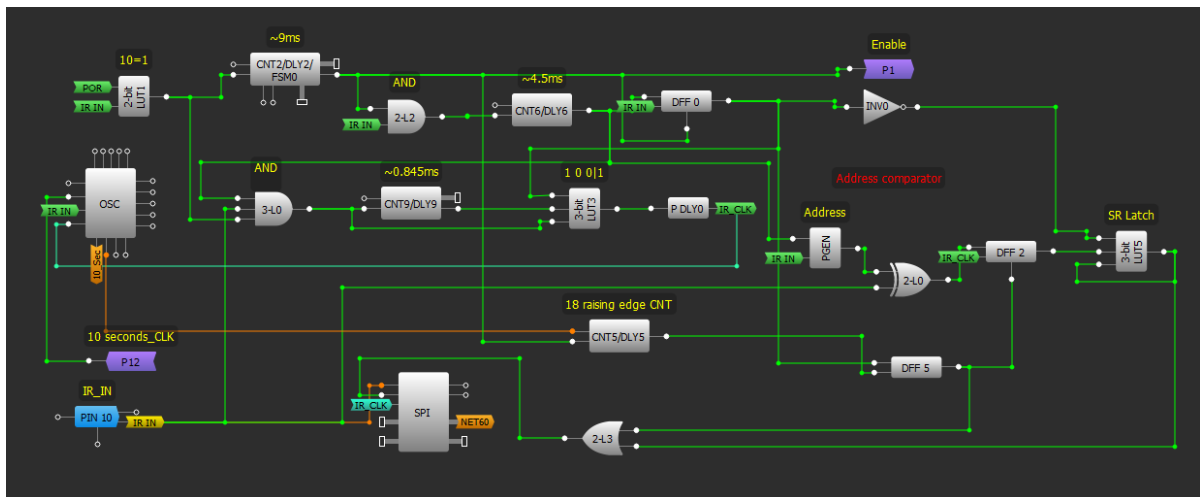 ~9ms
Enable
10=1
CNT2/DLY2/
FSM0
AND
~4.5ms
P1
POR
IR IN
2-bit
LUT1
IR IN
2-L2
CNT6/DLY6
IR IN
DFF 0
INV0
AND
~0.845ms
1 0 0|1
Address comparator
OSC
IR IN
3-L0
CNT9/DLY9
3-bit
LUT3
P DLY0
IR_CLK
Address
SR Latch
PGEN
IR IN
IR_CLK
DFF 2
3-bit
LUT5
10_Sec
2-L0
18 raising edge CNT
CNT5/DLY5
10 seconds_CLK
P12
DFF 5
IR_IN
PIN 10
IR IN
IR_CLK
SPI
NET60
2-L3